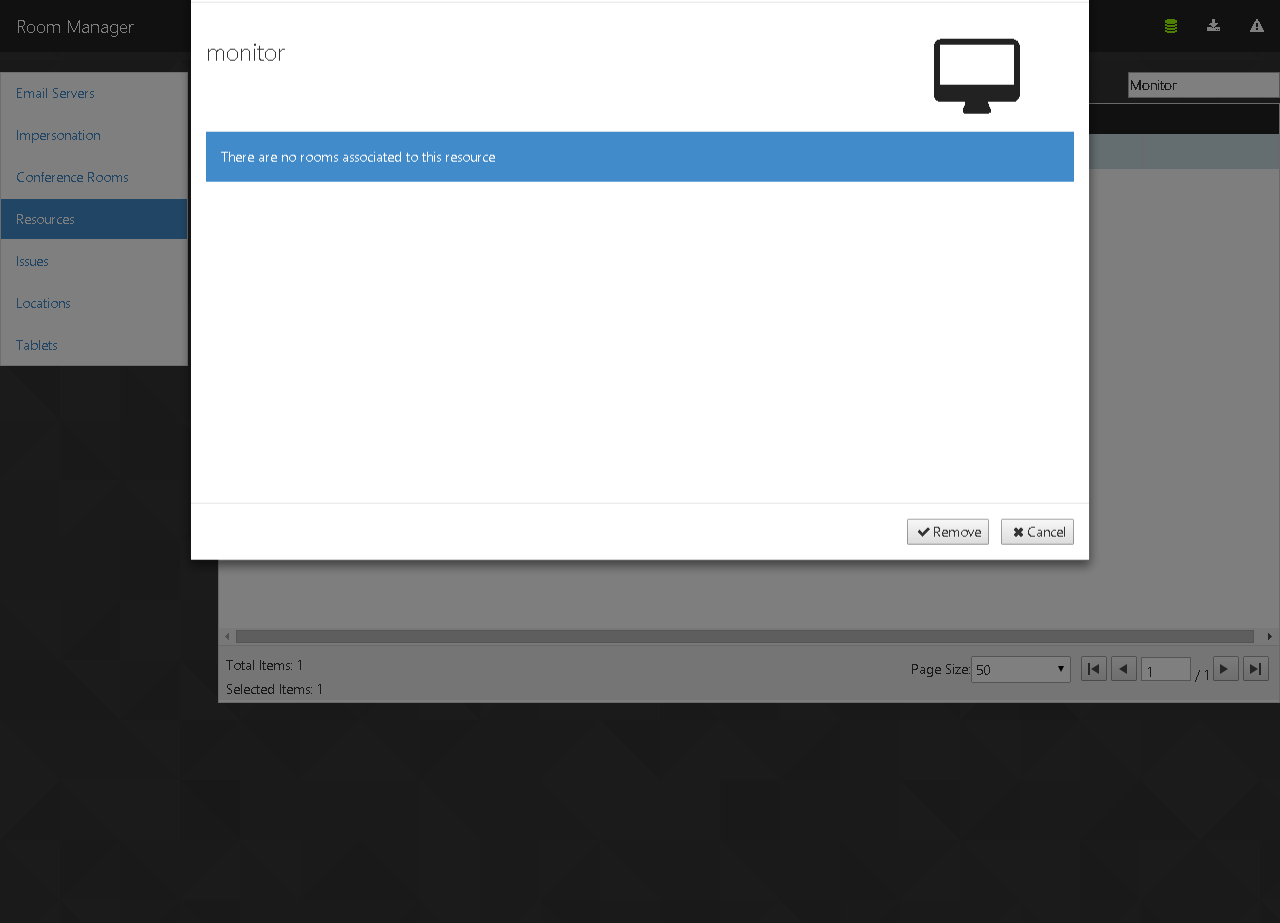 Room Manager
monitor
Monitor
Email Servers
Impersonation
Conference Rooms
Resources
Issues
Locations
Tablets
There are no rooms associated to this resource
Remove
Cancel
Total Items: 1
Selected Items: 1
Page Size: 50
1 / 1